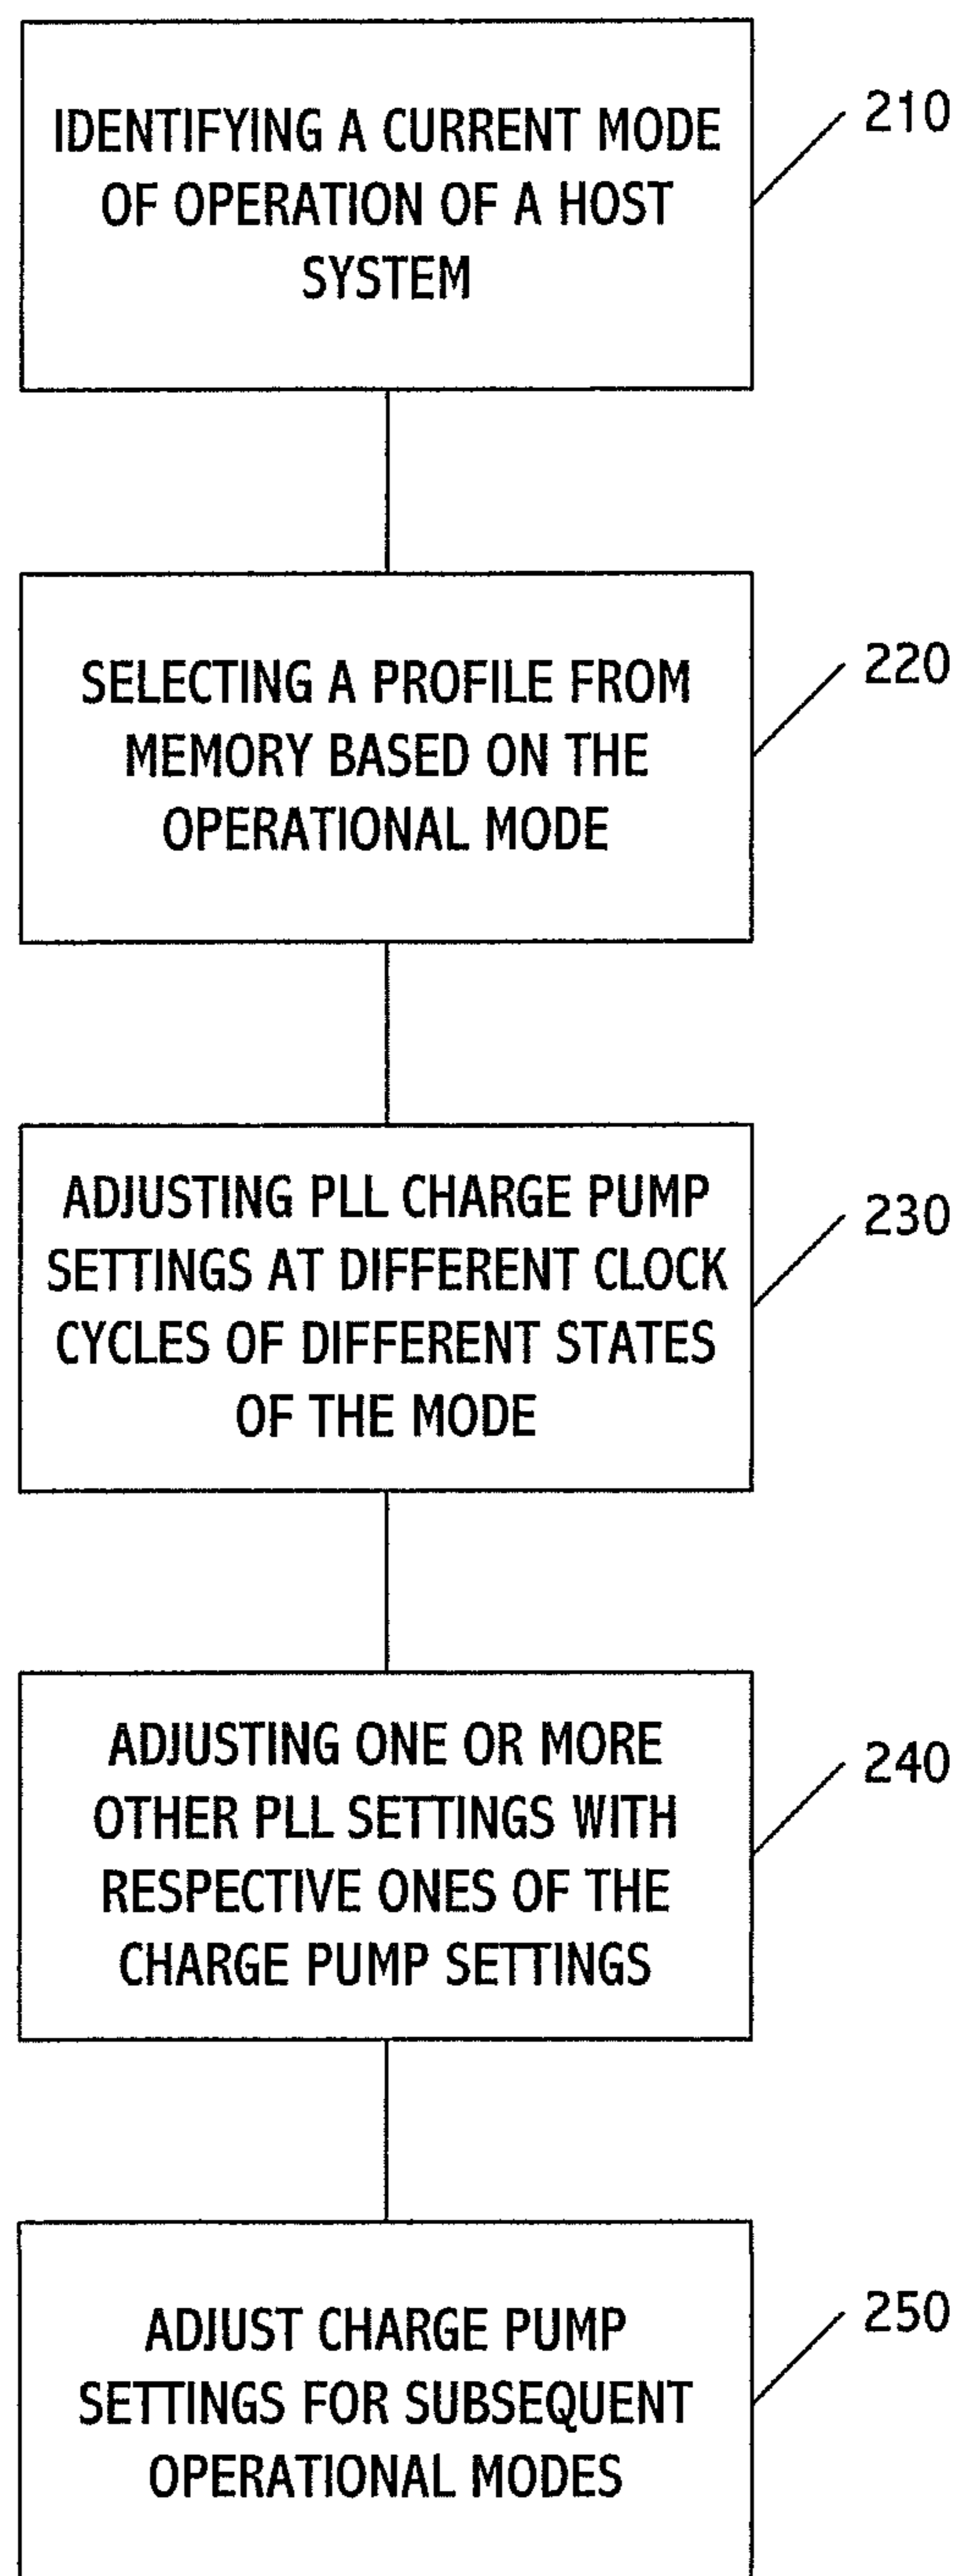 IDENTIFYING A CURRENT MODE
OF OPERATION OF A HOST
SYSTEM
210
SELECTING A PROFILE FROM
MEMORY BASED ON THE
OPERATIONAL MODE
220
ADJUSTING PLL CHARGE PUMP
SETTINGS AT DIFFERENT CLOCK
CYCLES OF DIFFERENT STATES
OF THE MODE
230
ADJUSTING ONE OR MORE
OTHER PLL SETTINGS WITH
RESPECTIVE ONES OF THE
CHARGE PUMP SETTINGS
240
ADJUST CHARGE PUMP
SETTINGS FOR SUBSEQUENT
OPERATIONAL MODES
250